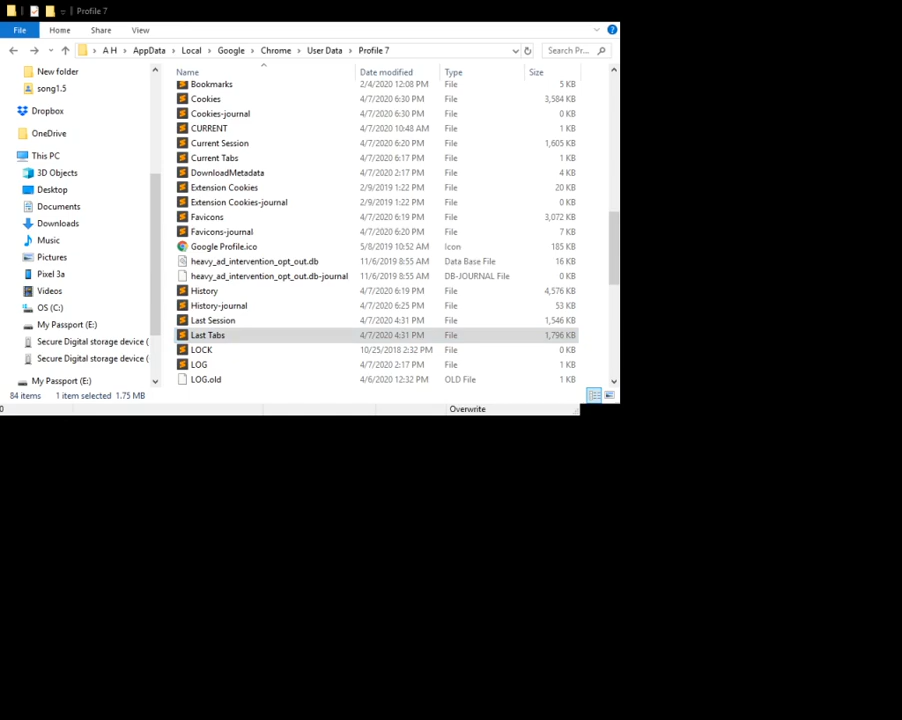 Profile 7
File Home Share View
A H AppData Local Google Chrome User Data Profile 7 Search Pr...
Name Date modified Type Size
New folder
song1.5
Dropbox
OneDrive
This PC
3D Objects
Desktop
Documents
Downloads
Music
Pictures
Pixel 3a
Videos
OS (C:)
My Passport (E:)
Secure Digital storage device (
Secure Digital storage device (
My Passport (E:)
Bookmarks 2/4/2020 12:08 PM File 5 KB
Cookies 4/7/2020 6:30 PM File 3,584 KB
Cookies-journal 4/7/2020 6:30 PM File 0 KB
CURRENT 4/7/2020 10:48 AM File 1 KB
Current Session 4/7/2020 6:20 PM File 1,605 KB
Current Tabs 4/7/2020 6:17 PM File 1 KB
DownloadMetadata 4/7/2020 2:17 PM File 4 KB
Extension Cookies 2/9/2019 1:22 PM File 20 KB
Extension Cookies-journal 2/9/2019 1:22 PM File 0 KB
Favicons 4/7/2020 6:19 PM File 3,072 KB
Favicons-journal 4/7/2020 6:20 PM File 7 KB
Google Profile.ico 5/8/2019 10:52 AM Icon 185 KB
heavy_ad_intervention_opt_out.db 11/6/2019 8:55 AM Data Base File 16 KB
heavy_ad_intervention_opt_out.db-journal 11/6/2019 8:55 AM DB-JOURNAL File 0 KB
History 4/7/2020 6:19 PM File 4,576 KB
History-journal 4/7/2020 6:25 PM File 53 KB
Last Session 4/7/2020 4:31 PM File 1,546 KB
Last Tabs 4/7/2020 4:31 PM File 1,796 KB
LOCK 10/25/2018 2:32 PM File 0 KB
LOG 4/7/2020 2:17 PM File 1 KB
LOG.old 4/6/2020 12:32 PM OLD File 1 KB
84 items 1 item selected 1.75 MB
0 Overwrite